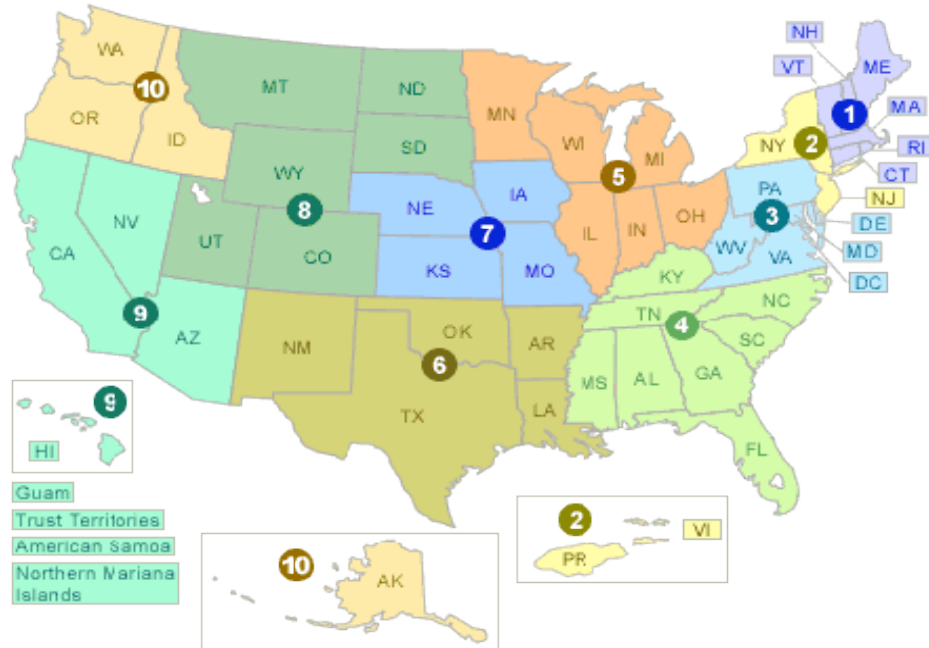 NH
WA
VT
ME
10
MT
ND
MN
MA
OR
1
ID
WI
NY
2
RI
SD
MI
CT
WY
5
PA
NJ
IA
8
NE
3
DE
NV
OH
7
IL
IN
WV
UT
MD
CA
CO
VA
KS
MO
KY
DC
NC
TN
9
4
OK
AZ
SC
NM
AR
6
GA
MS
AL
9
LA
TX
HI
FL
Guam
2
Trust Territories
VI
American Samoa
PR
10
Northern Mariana
AK
Islands